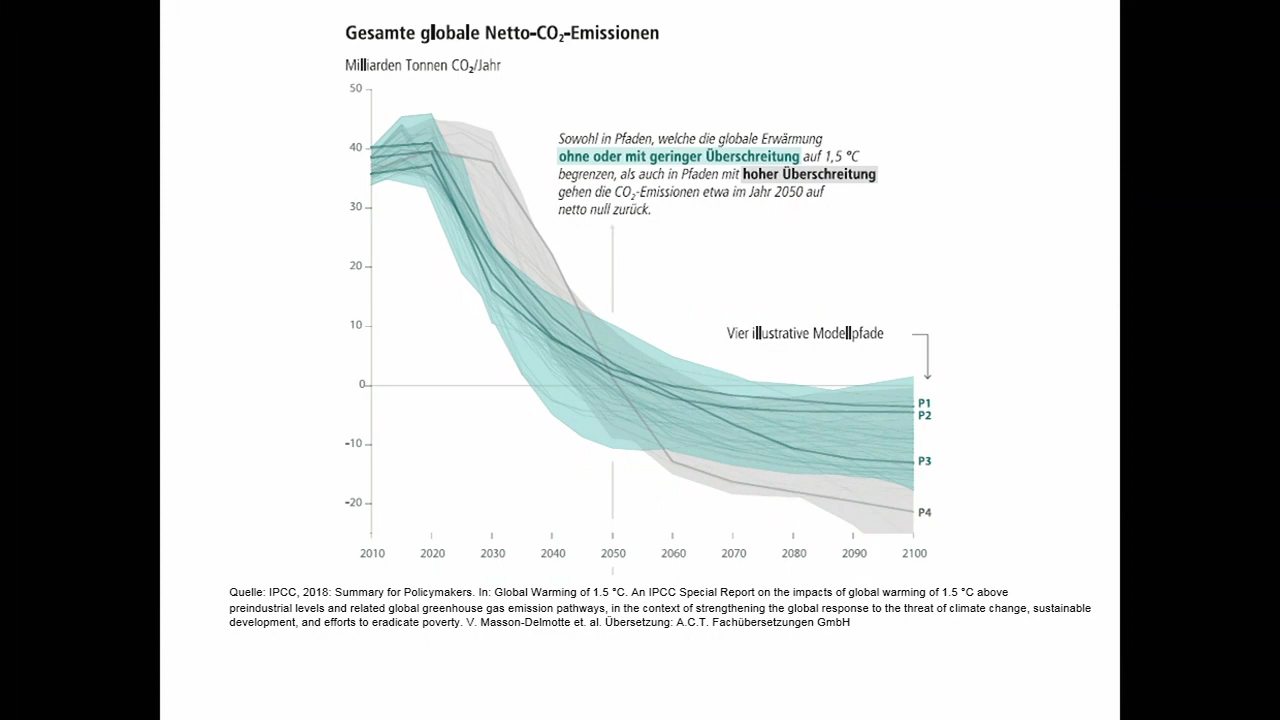 Gesamte globale Netto-CO₂-Emissionen
Milliarden Tonnen CO₂/Jahr
50
40
30
20
10
0
-10
-20
Sowohl in Pfaden, welche die globale Erwärmung
ohne oder mit geringer Überschreitung auf 1,5 °C
begrenzen, als auch in Pfaden mit hoher Überschreitung
gehen die CO₂-Emissionen etwa im Jahr 2050 auf
netto null zurück.
Vier illustrative Modellpfade
P1
P2
P3
P4
2010 2020 2030 2040 2050 2060 2070 2080 2090 2100
Quelle: IPCC, 2018: Summary for Policymakers. In: Global Warming of 1.5 °C. An IPCC Special Report on the impacts of global warming of 1.5 °C above
preindustrial levels and related global greenhouse gas emission pathways, in the context of strengthening the global response to the threat of climate change, sustainable
development, and efforts to eradicate poverty. V. Masson-Delmotte et. al. Übersetzung: A.C.T. Fachübersetzungen GmbH